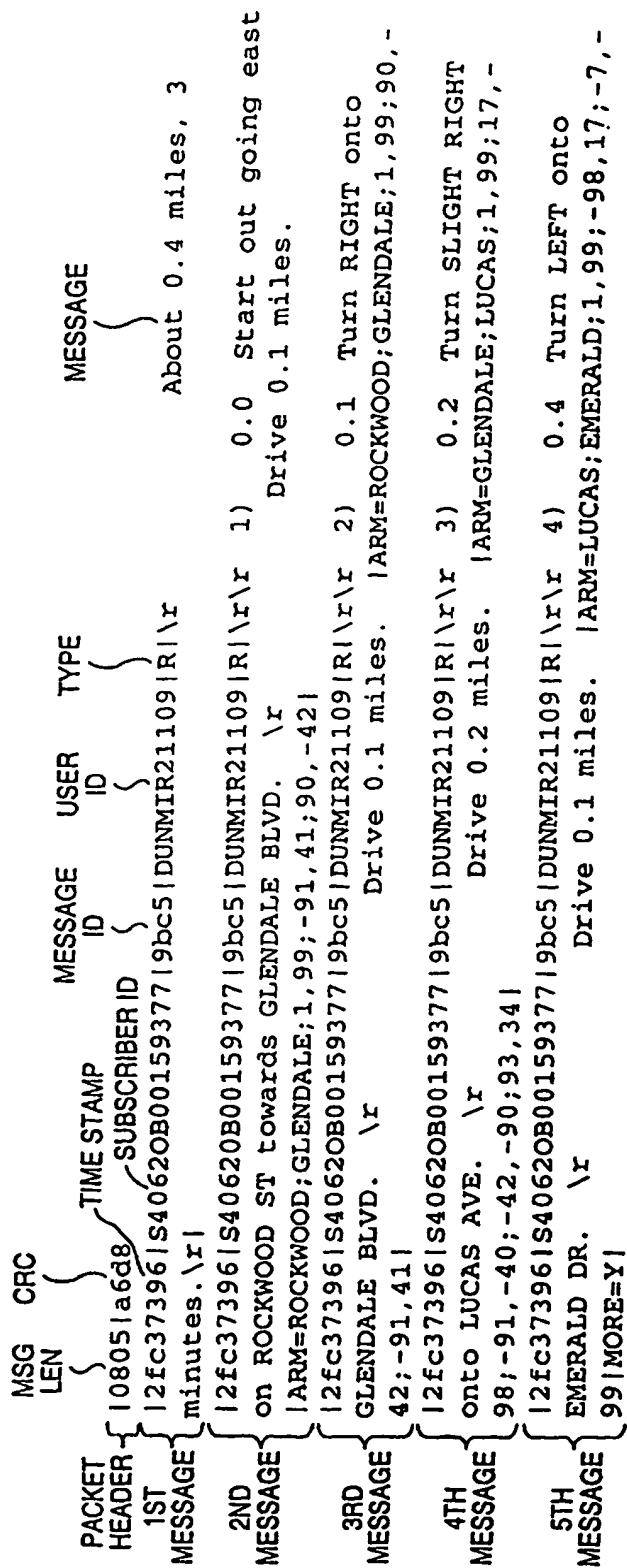 MSG LEN
CRC
TIME STAMP
SUBSCRIBER ID
MESSAGE ID
USER ID
TYPE
MESSAGE
PACKET HEADER
|0805|a6d8
1ST MESSAGE
|2fc37396|S4062OB00159377|9bc5|DUNMIR21109|R|\r About 0.4 miles, 3
minutes.\r|
2ND MESSAGE
|2fc37396|S4062OB00159377|9bc5|DUNMIR21109|R|\r\r 1) 0.0 Start out going east
on ROCKWOOD ST towards GLENDALE BLVD. \r Drive 0.1 miles.
|ARM=ROCKWOOD;GLENDALE;1,99;-91,41;90,-42|
3RD MESSAGE
|2fc37396|S4062OB00159377|9bc5|DUNMIR21109|R|\r\r 2) 0.1 Turn RIGHT onto
GLENDALE BLVD. \r Drive 0.1 miles. |ARM=ROCKWOOD;GLENDALE;1,99;90,-
42;-91,41|
4TH MESSAGE
|2fc37396|S4062OB00159377|9bc5|DUNMIR21109|R|\r\r 3) 0.2 Turn SLIGHT RIGHT
onto LUCAS AVE. \r Drive 0.2 miles. |ARM=GLENDALE;LUCAS;1,99;17,-
98;-91,-40;-42,-90;93,34|
5TH MESSAGE
|2fc37396|S4062OB00159377|9bc5|DUNMIR21109|R|\r\r 4) 0.4 Turn LEFT onto
EMERALD DR. \r Drive 0.1 miles. |ARM=LUCAS;EMERALD;1,99;-98,17;-7,-
99|MORE=Y|